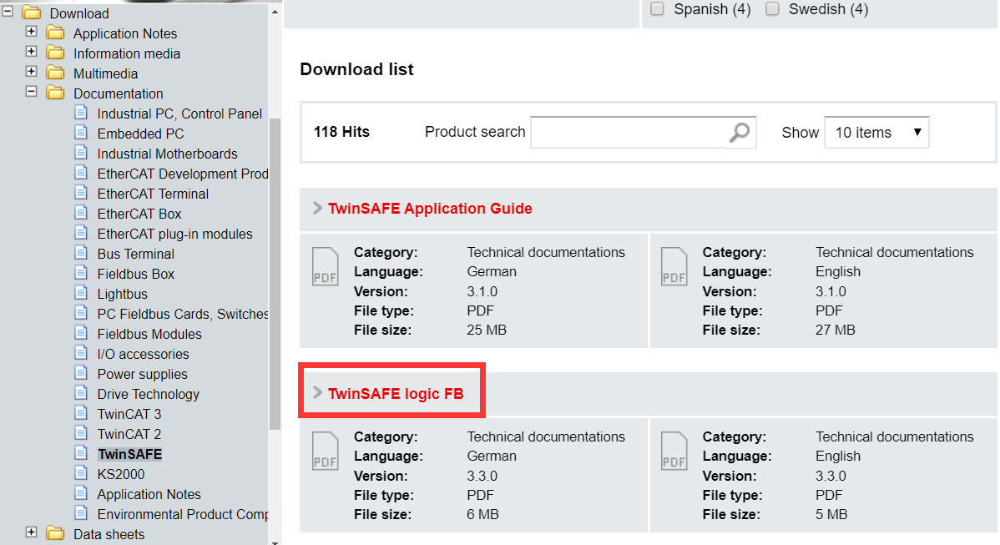 Download
Application Notes
Information media
Multimedia
Documentation
Industrial PC, Control Panel
Embedded PC
Industrial Motherboards
EtherCAT Development Prod
EtherCAT Terminal
EtherCAT Box
EtherCAT plug-in modules
Bus Terminal
Fieldbus Box
Lightbus
PC Fieldbus Cards, Switches
Fieldbus Modules
I/O accessories
Power supplies
Drive Technology
TwinCAT 3
TwinCAT 2
TwinSAFE
KS2000
Application Notes
Environmental Product Comp
Data sheets
Spanish (4) Swedish (4)
Download list
118 Hits Product search Show 10 items
TwinSAFE Application Guide
PDF
Category: Technical documentations
Language: German
Version: 3.1.0
File type: PDF
File size: 25 MB
PDF
Category: Technical documentations
Language: English
Version: 3.1.0
File type: PDF
File size: 27 MB
TwinSAFE logic FB
PDF
Category: Technical documentations
Language: German
Version: 3.3.0
File type: PDF
File size: 6 MB
PDF
Category: Technical documentations
Language: English
Version: 3.3.0
File type: PDF
File size: 5 MB